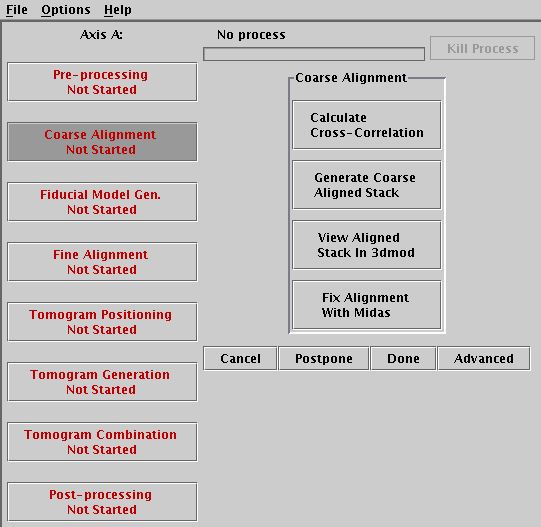 File Options Help
Axis A:
No process
Kill Process
Pre-processing
Not Started
Coarse Alignment
Not Started
Fiducial Model Gen.
Not Started
Fine Alignment
Not Started
Tomogram Positioning
Not Started
Tomogram Generation
Not Started
Tomogram Combination
Not Started
Post-processing
Not Started
Coarse Alignment
Calculate
Cross-Correlation
Generate Coarse
Aligned Stack
View Aligned
Stack In 3dmod
Fix Alignment
With Midas
Cancel Postpone Done Advanced